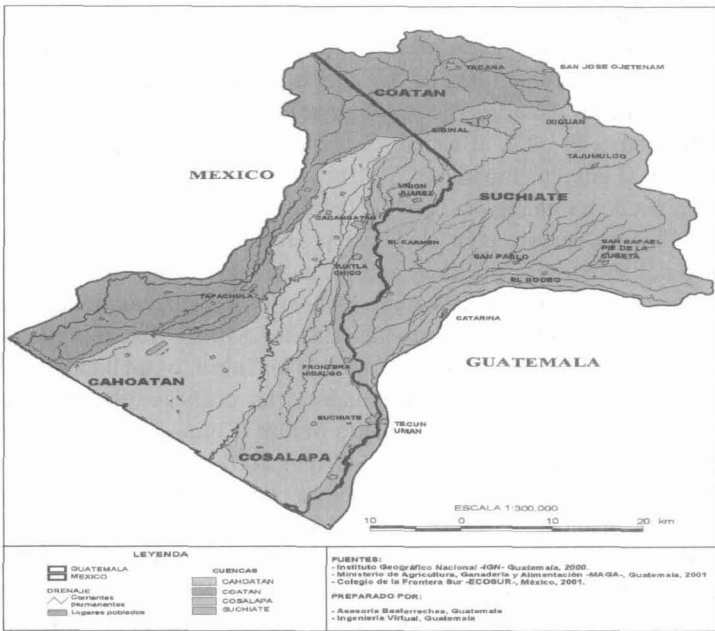 TACANA
SAN JOSE OJETENAM
COATAN
SIBINAL
IXIGUAN
TAJUMULCO
MEXICO
UNION
JUAREZ
SUCHIATE
CACAHOATAN
EL CARMEN
SAN RAFAEL
PIE DE LA
CUESTA
SAN PABLO
TUXTLA
CHICO
EL RODEO
TAPACHULA
CATARINA
GUATEMALA
FRONTERA
HIDALGO
CAHOATAN
SUCHIATE
TECUN
UMAN
COSALAPA
ESCALA 1:300,000
10 0 10 20 km
LEYENDA
GUATEMALA
MEXICO
DRENAJE
Corrientes
permanentes
Lugares poblados
CUENCAS
CAHOATAN
COATAN
COSALAPA
SUCHIATE
FUENTES:
- Instituto Geográfico Nacional -IGN- Guatemala, 2000.
- Ministerio de Agricultura, Ganadería y Alimentación -MAGA-, Guatemala, 2001
- Colegio de la Frontera Sur -ECOSUR-, México, 2001.
PREPARADO POR:
- Asesoría Basterrechea, Guatemala
- Ingeniería Virtual, Guatemala